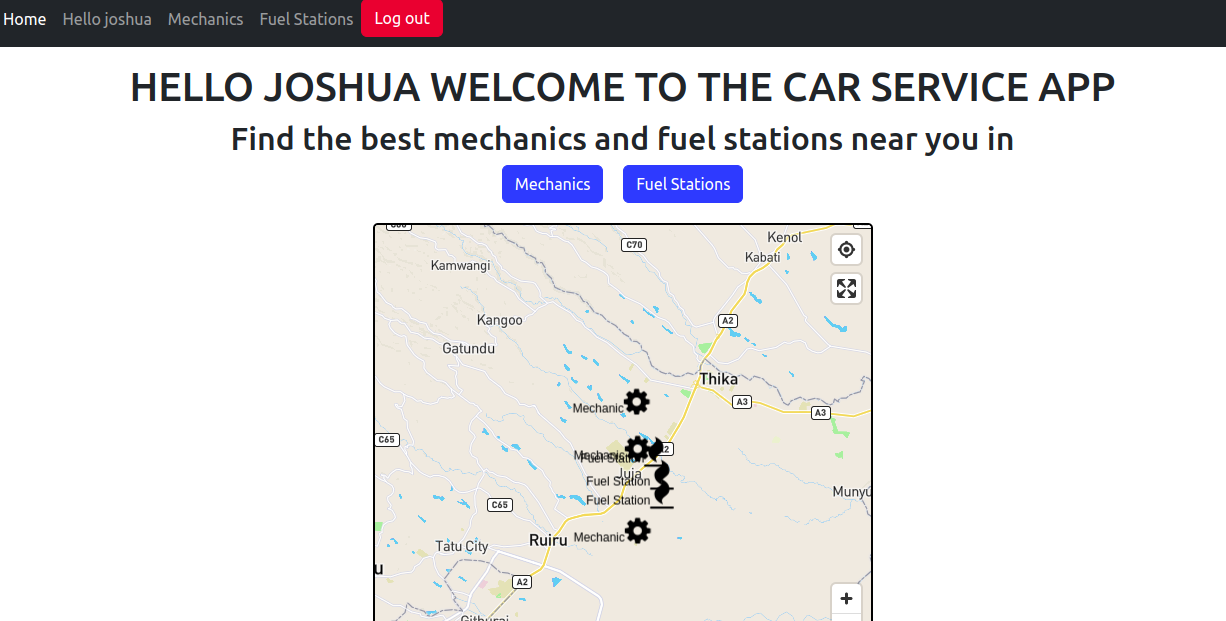 Home Hello joshua Mechanics Fuel Stations Log out
HELLO JOSHUA WELCOME TO THE CAR SERVICE APP
Find the best mechanics and fuel stations near you in
Mechanics Fuel Stations
Kenol
C70
Kabati
Kamwangi
Kangoo
A2
Gatundu
Thika
A3
Mechanic
A3
C65
Mechanic
Fuel Station
Juja
Fuel Station
Munyu
Fuel Station
C65
Mechanic
Ruiru
Tatu City
A2
+